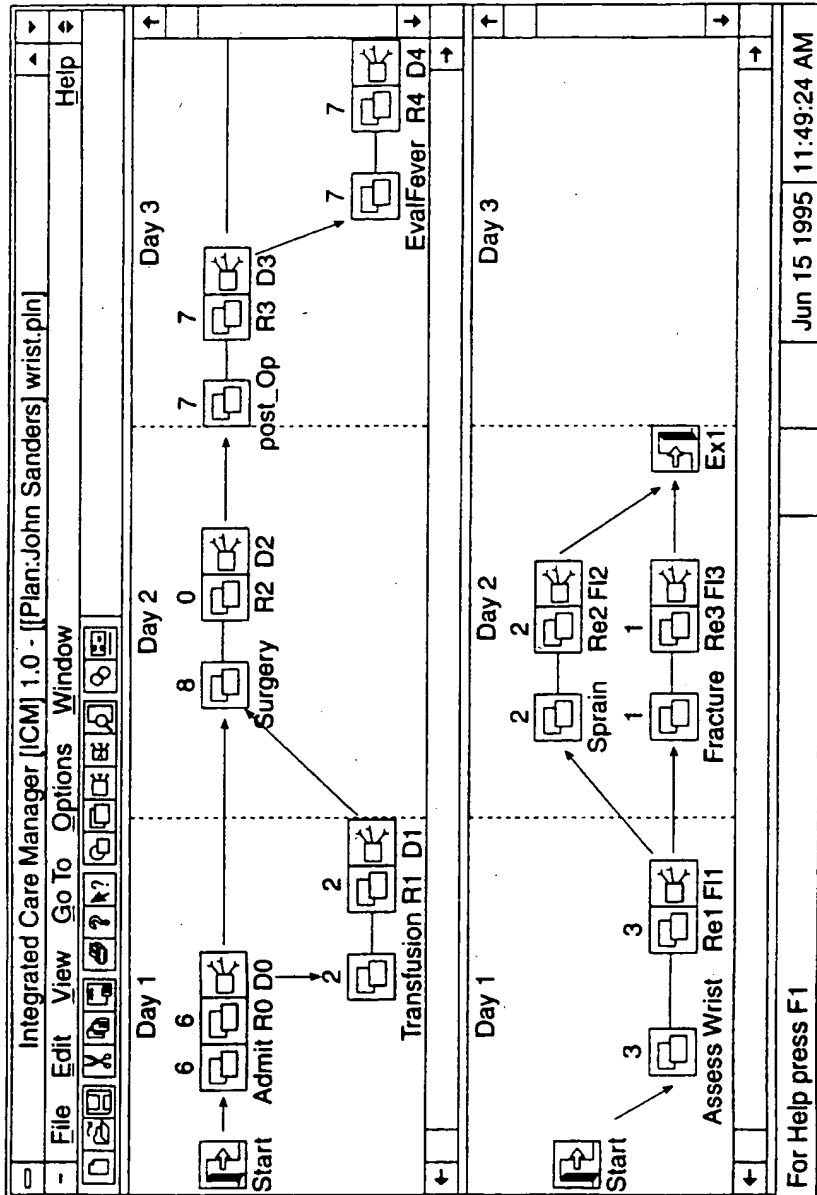 Integrated Care Manager [ICM] 1.0 - [[Plan:John Sanders] wrist.pln]
File Edit View Go To Options Window Help
Day 1 Day 2 Day 3
Start
6 6
Admit R0 D0
2 2
Transfusion R1 D1
8 0
Surgery R2 D2
7 7
post_Op R3 D3
7 7
EvalFever R4 D4
Day 1 Day 2 Day 3
Start
3 3
Assess Wrist Re1 Fl1
2 2
Sprain Re2 Fl2
1 1
Fracture Re3 Fl3
Ex1
For Help press F1 Jun 15 1995 11:49:24 AM